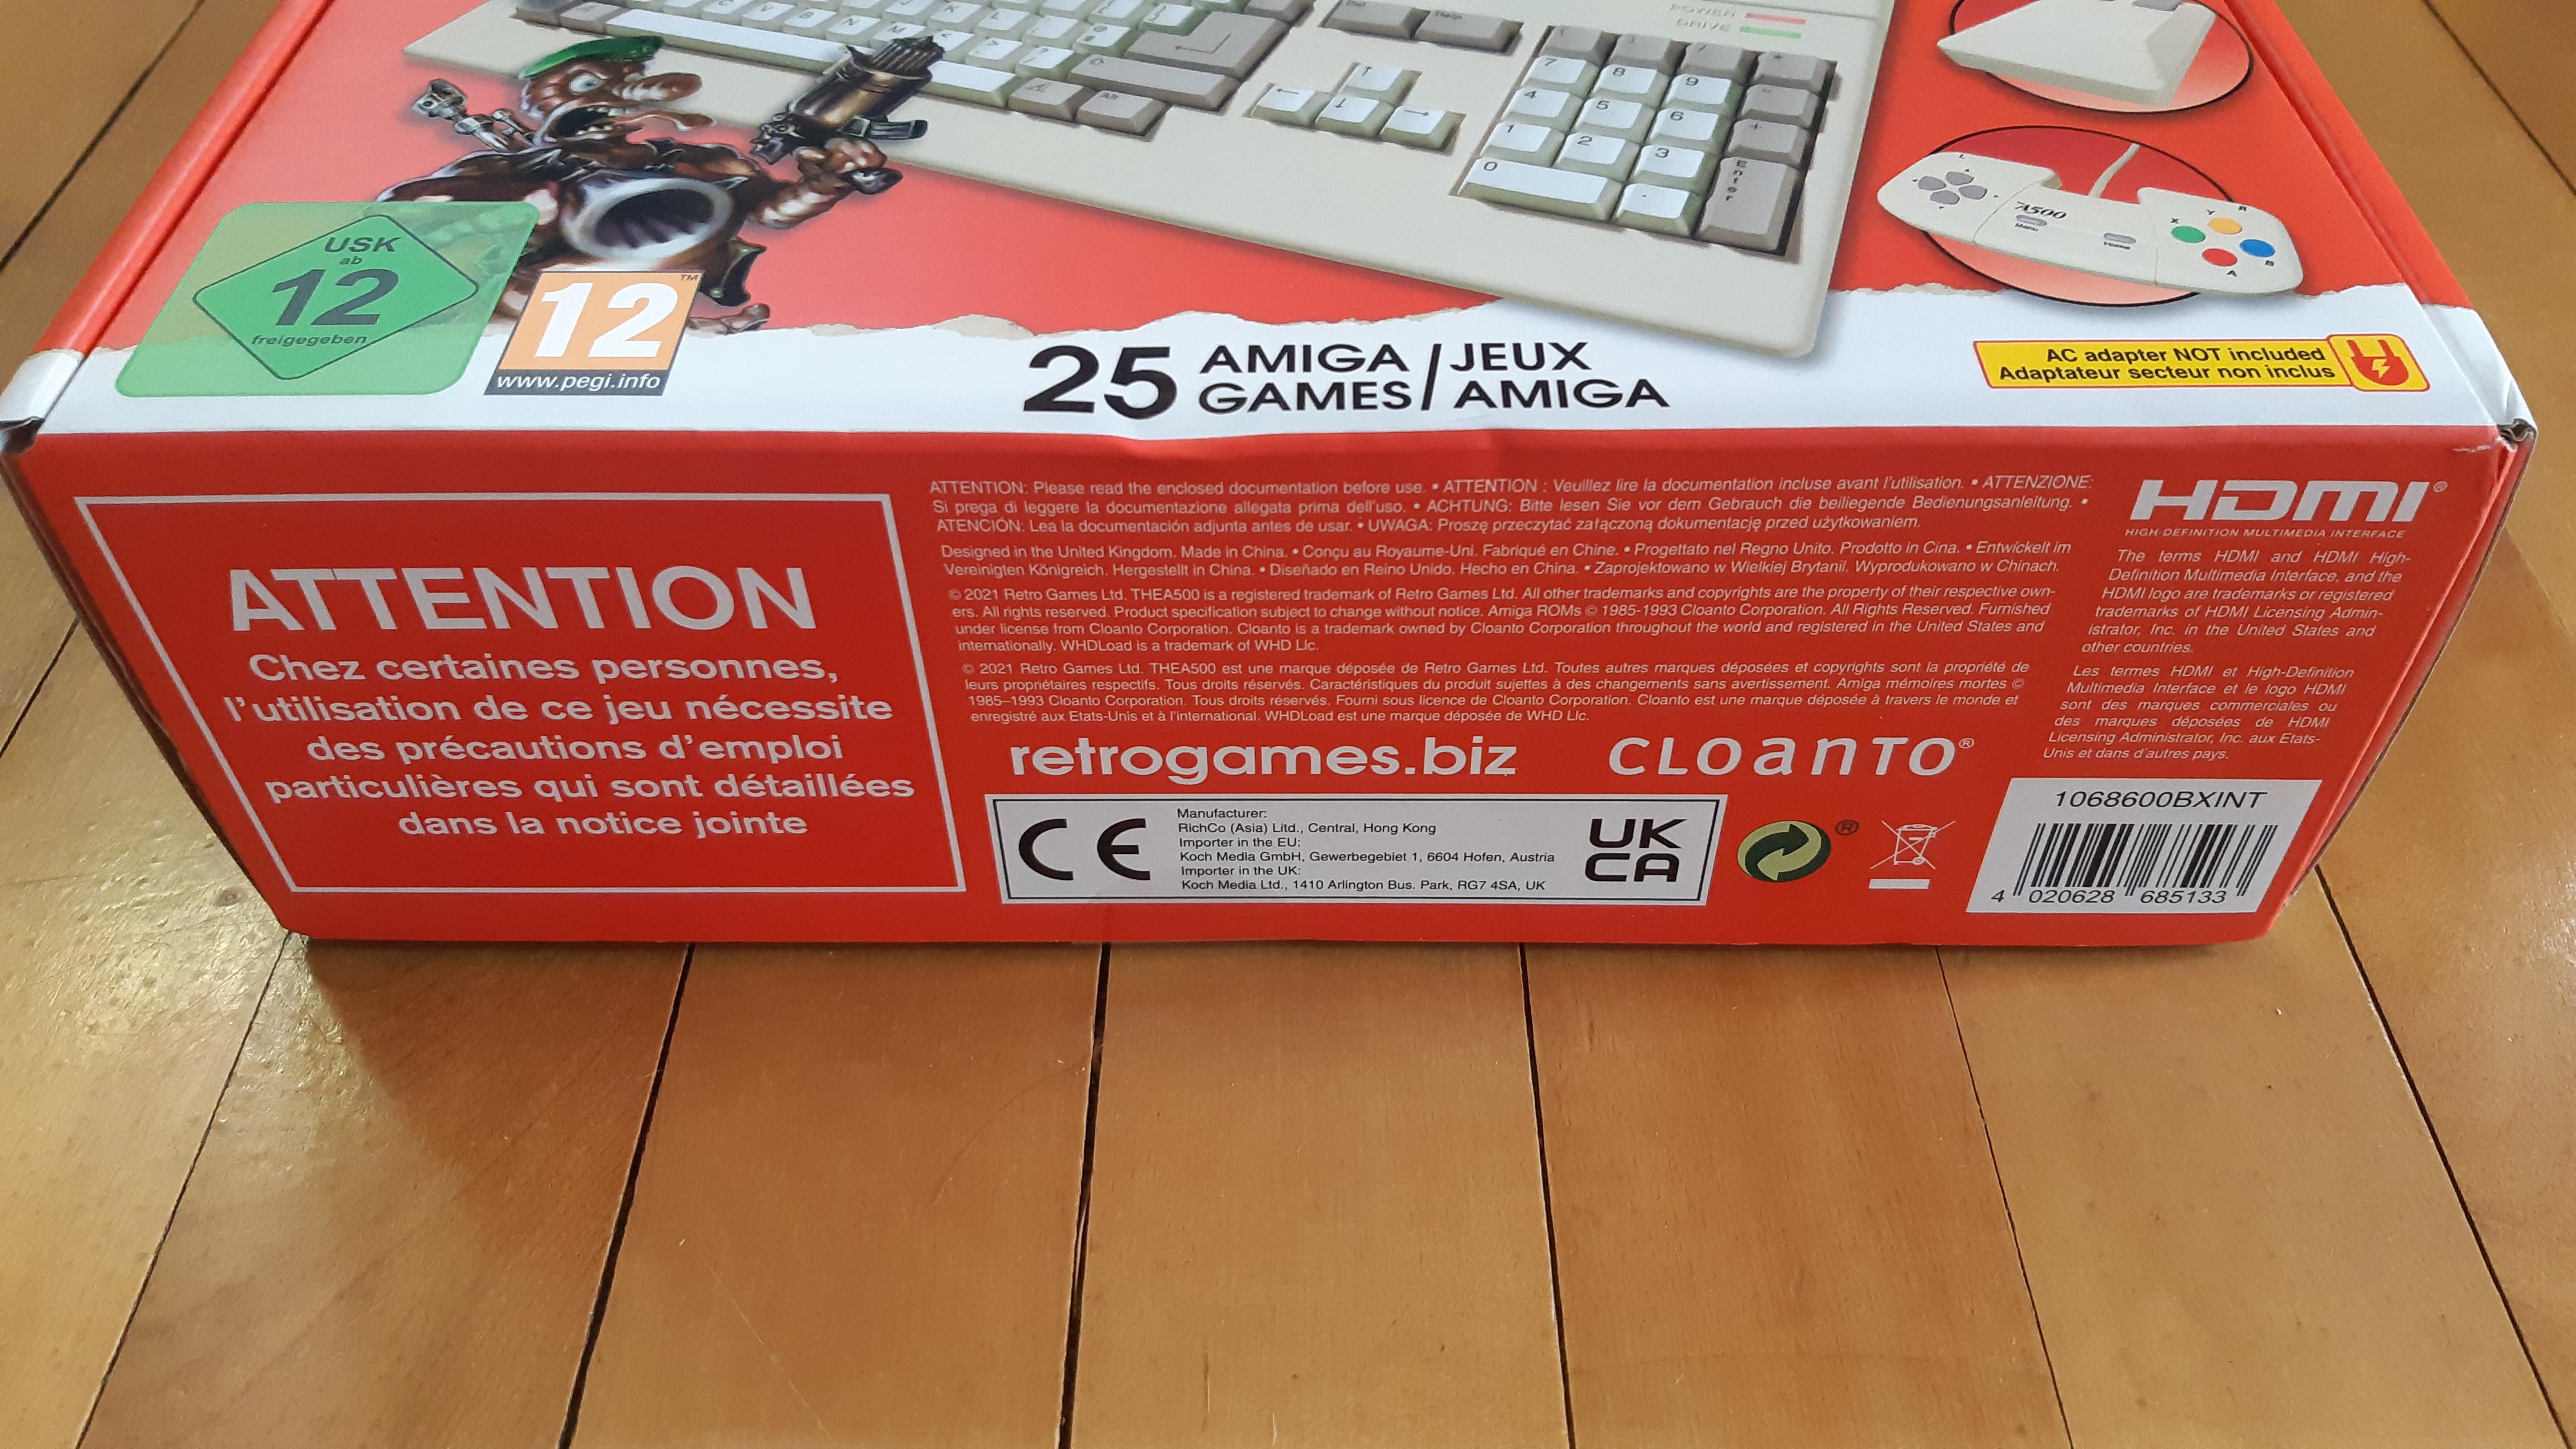 POWER
DRIVE
C V B N M
J K L
Del
Help
Alt
7 8 9
4 5 6 +
1 2 3 Enter
0 .
L
R
Y
X
B
A
A500
Menu
Home
USK
ab
12
freigegeben
12™
www.pegi.info
25 AMIGA GAMES / JEUX AMIGA
AC adapter NOT included
Adaptateur secteur non inclus
ATTENTION
Chez certaines personnes,
l'utilisation de ce jeu nécessite
des précautions d'emploi
particulières qui sont détaillées
dans la notice jointe
ATTENTION: Please read the enclosed documentation before use. • ATTENTION : Veuillez lire la documentation incluse avant l'utilisation. • ATTENZIONE:
Si prega di leggere la documentazione allegata prima dell'uso. • ACHTUNG: Bitte lesen Sie vor dem Gebrauch die beiliegende Bedienungsanleitung. •
ATENCIÓN: Lea la documentación adjunta antes de usar. • UWAGA: Proszę przeczytać załączoną dokumentację przed użytkowaniem.
Designed in the United Kingdom. Made in China. • Conçu au Royaume-Uni. Fabriqué en Chine. • Progettato nel Regno Unito. Prodotto in Cina. • Entwickelt im
Vereinigten Königreich. Hergestellt in China. • Diseñado en Reino Unido. Hecho en China. • Zaprojektowano w Wielkiej Brytanii. Wyprodukowano w Chinach.
© 2021 Retro Games Ltd. THEA500 is a registered trademark of Retro Games Ltd. All other trademarks and copyrights are the property of their respective own-
ers. All rights reserved. Product specification subject to change without notice. Amiga ROMs © 1985-1993 Cloanto Corporation. All Rights Reserved. Furnished
under license from Cloanto Corporation. Cloanto is a trademark owned by Cloanto Corporation throughout the world and registered in the United States and
internationally. WHDLoad is a trademark of WHD Llc.
© 2021 Retro Games Ltd. THEA500 est une marque déposée de Retro Games Ltd. Toutes autres marques déposées et copyrights sont la propriété de
leurs propriétaires respectifs. Tous droits réservés. Caractéristiques du produit sujettes à des changements sans avertissement. Amiga mémoires mortes ©
1985–1993 Cloanto Corporation. Tous droits réservés. Fourni sous licence de Cloanto Corporation. Cloanto est une marque déposée à travers le monde et
enregistré aux Etats-Unis et à l'international. WHDLoad est une marque déposée de WHD Llc.
retrogames.biz
CLOANTO®
CE
Manufacturer:
RichCo (Asia) Litd., Central, Hong Kong
Importer in the EU:
Koch Media GmbH, Gewerbegebiet 1, 6604 Hofen, Austria
Importer in the UK:
Koch Media Ltd., 1410 Arlington Bus. Park, RG7 4SA, UK
UK
CA
®
HDMI®
HIGH-DEFINITION MULTIMEDIA INTERFACE
The terms HDMI and HDMI High-
Definition Multimedia Interface, and the
HDMI logo are trademarks or registered
trademarks of HDMI Licensing Admin-
istrator, Inc. in the United States and
other countries.
Les termes HDMI et High-Definition
Multimedia Interface et le logo HDMI
sont des marques commerciales ou
des marques déposées de HDMI
Licensing Administrator, Inc. aux Etats-
Unis et dans d'autres pays.
1068600BXINT
4 020628 685133